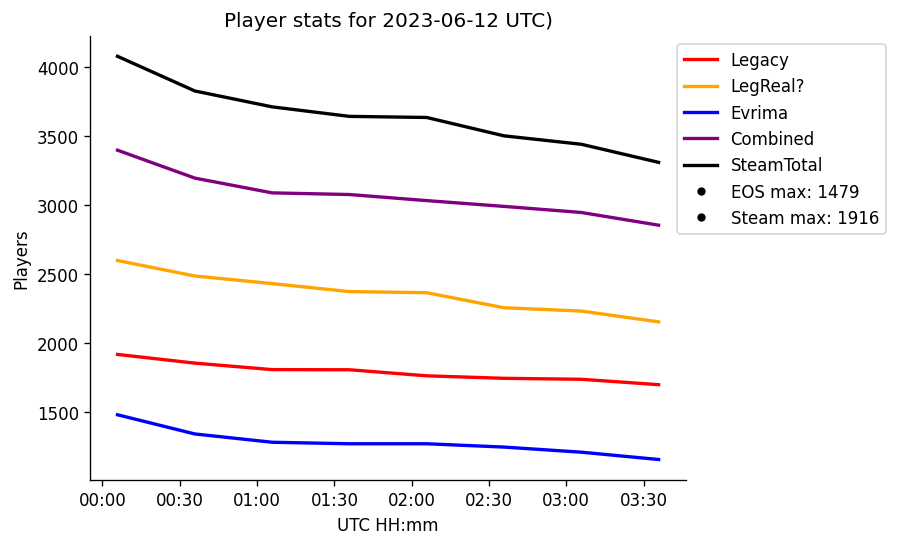 Player stats for 2023-06-12 UTC)
Legacy
LegReal?
Evrima
Combined
SteamTotal
EOS max: 1479
Steam max: 1916
Players
4000
3500
3000
2500
2000
1500
00:00 00:30 01:00 01:30 02:00 02:30 03:00 03:30
UTC HH:mm